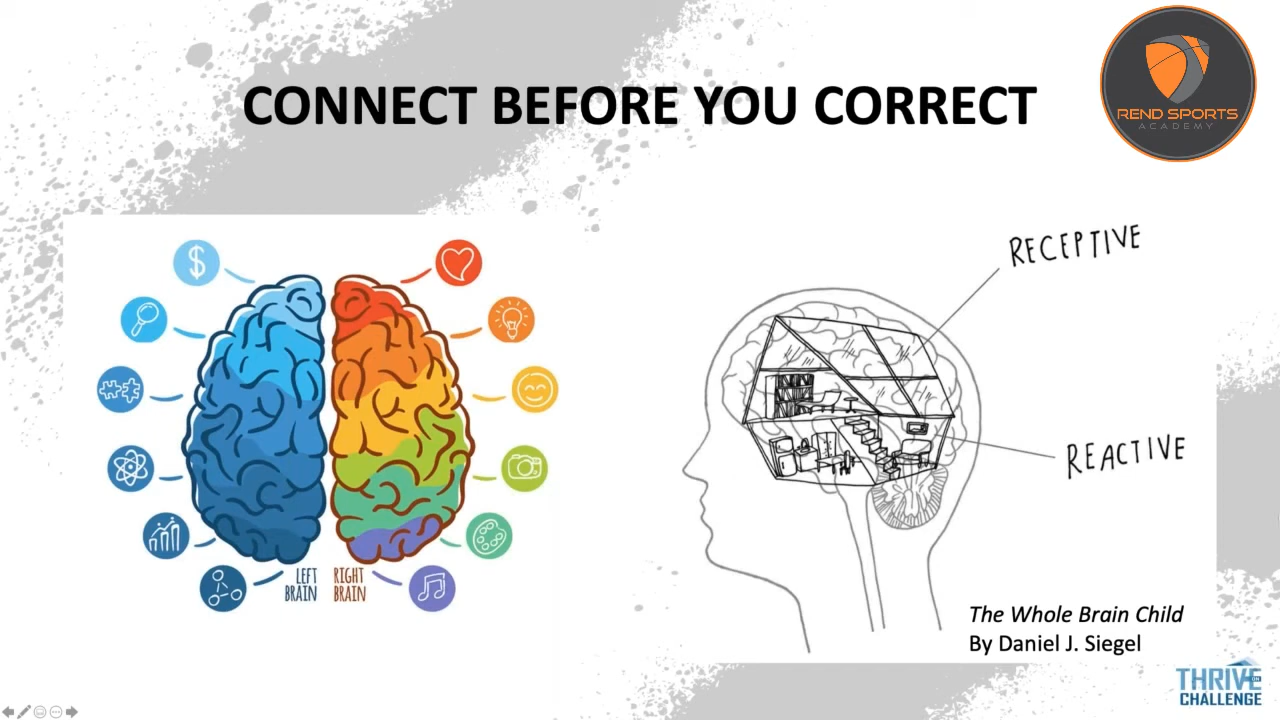 CONNECT BEFORE YOU CORRECT
REND SPORTS
ACADEMY
$
RECEPTIVE
REACTIVE
LEFT
BRAIN
RIGHT
BRAIN
The Whole Brain Child
By Daniel J. Siegel
THRIVE
ON
CHALLENGE